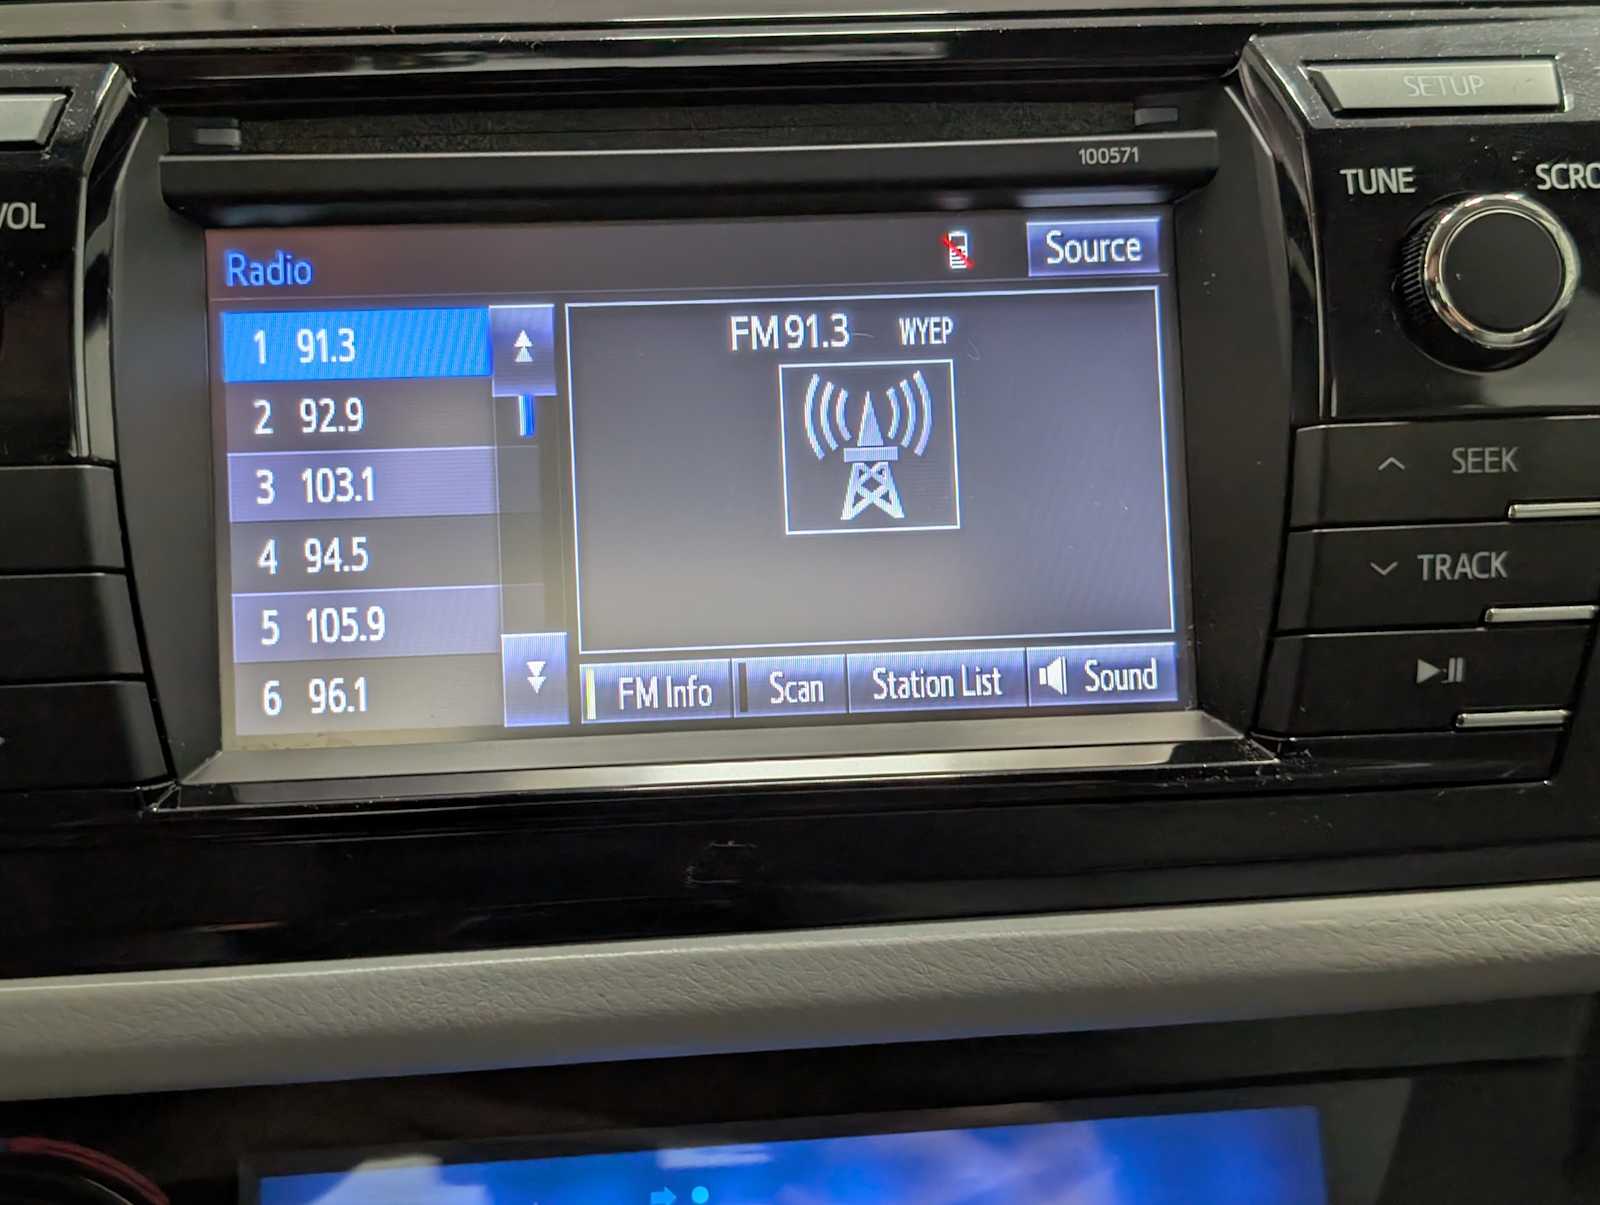 SETUP
100571
TUNE
VOL
Radio
Source
1 91.3
FM 91.3 WYEP
2 92.9
3 103.1
SEEK
4 94.5
TRACK
5 105.9
6 96.1
FM Info
Scan
Station List
Sound